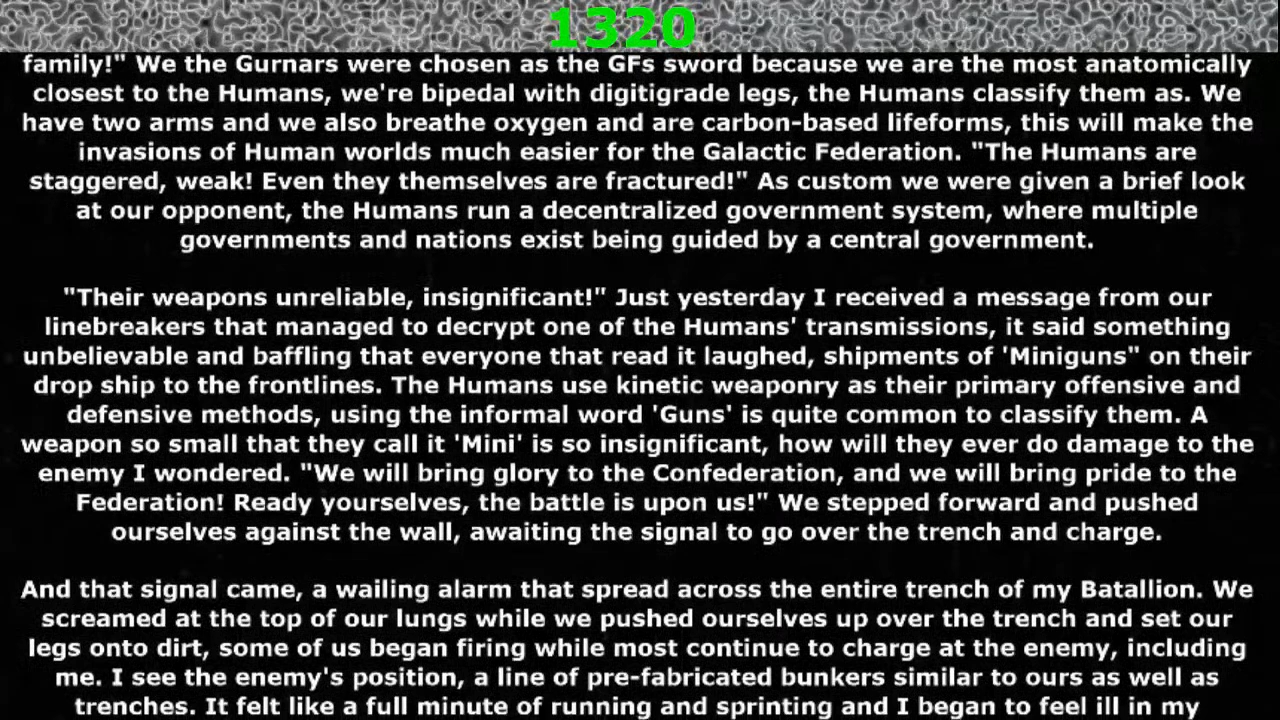 1320
family!" We the Gurnars were chosen as the GFs sword because we are the most anatomically
closest to the Humans, we're bipedal with digitigrade legs, the Humans classify them as. We
have two arms and we also breathe oxygen and are carbon-based lifeforms, this will make the
invasions of Human worlds much easier for the Galactic Federation. "The Humans are
staggered, weak! Even they themselves are fractured!" As custom we were given a brief look
at our opponent, the Humans run a decentralized government system, where multiple
governments and nations exist being guided by a central government.
"Their weapons unreliable, insignificant!" Just yesterday I received a message from our
linebreakers that managed to decrypt one of the Humans' transmissions, it said something
unbelievable and baffling that everyone that read it laughed, shipments of 'Miniguns" on their
drop ship to the frontlines. The Humans use kinetic weaponry as their primary offensive and
defensive methods, using the informal word 'Guns' is quite common to classify them. A
weapon so small that they call it 'Mini' is so insignificant, how will they ever do damage to the
enemy I wondered. "We will bring glory to the Confederation, and we will bring pride to the
Federation! Ready yourselves, the battle is upon us!" We stepped forward and pushed
ourselves against the wall, awaiting the signal to go over the trench and charge.
And that signal came, a wailing alarm that spread across the entire trench of my Batallion. We
screamed at the top of our lungs while we pushed ourselves up over the trench and set our
legs onto dirt, some of us began firing while most continue to charge at the enemy, including
me. I see the enemy's position, a line of pre-fabricated bunkers similar to ours as well as
trenches. It felt like a full minute of running and sprinting and I began to feel ill in my